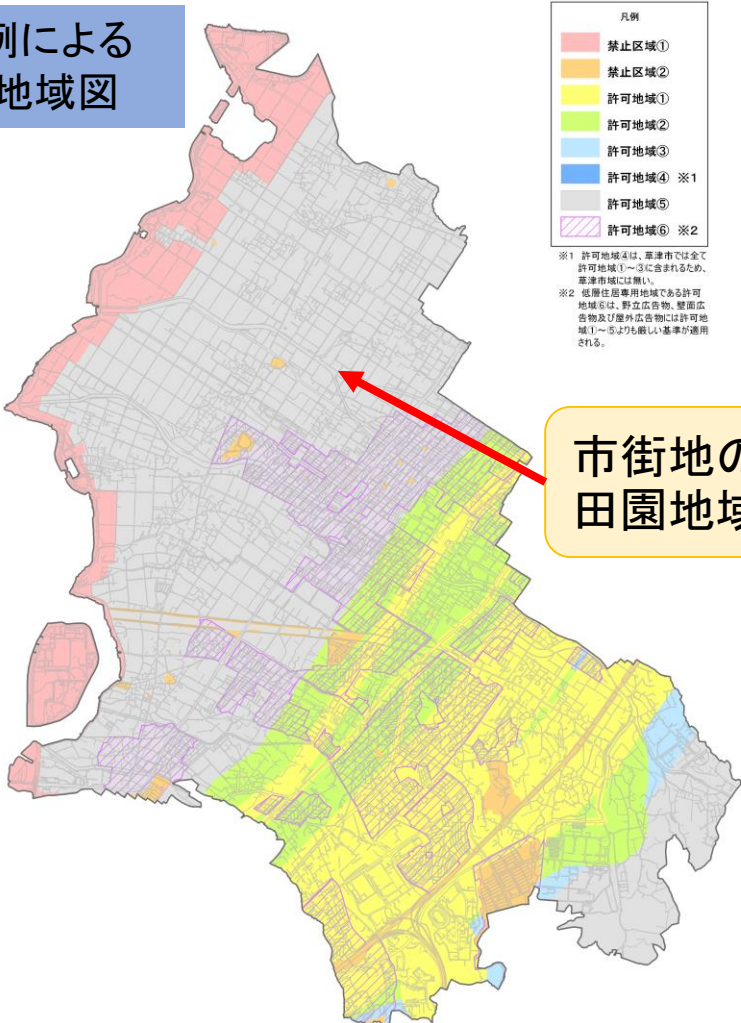 例による
地域図
凡例
禁止区域①
禁止区域②
許可地域①
許可地域②
許可地域③
許可地域④ ※1
許可地域⑤
許可地域⑥ ※2
※1 許可地域④は、草津市では全て
許可地域①～③に含まれるため、
草津市域には無い。
※2 低層住居専用地域である許可
地域⑥は、野立広告物、壁面広
告物及び屋外広告物には許可地
域①～⑤よりも厳しい基準が適用
される。
市街地の
田園地域